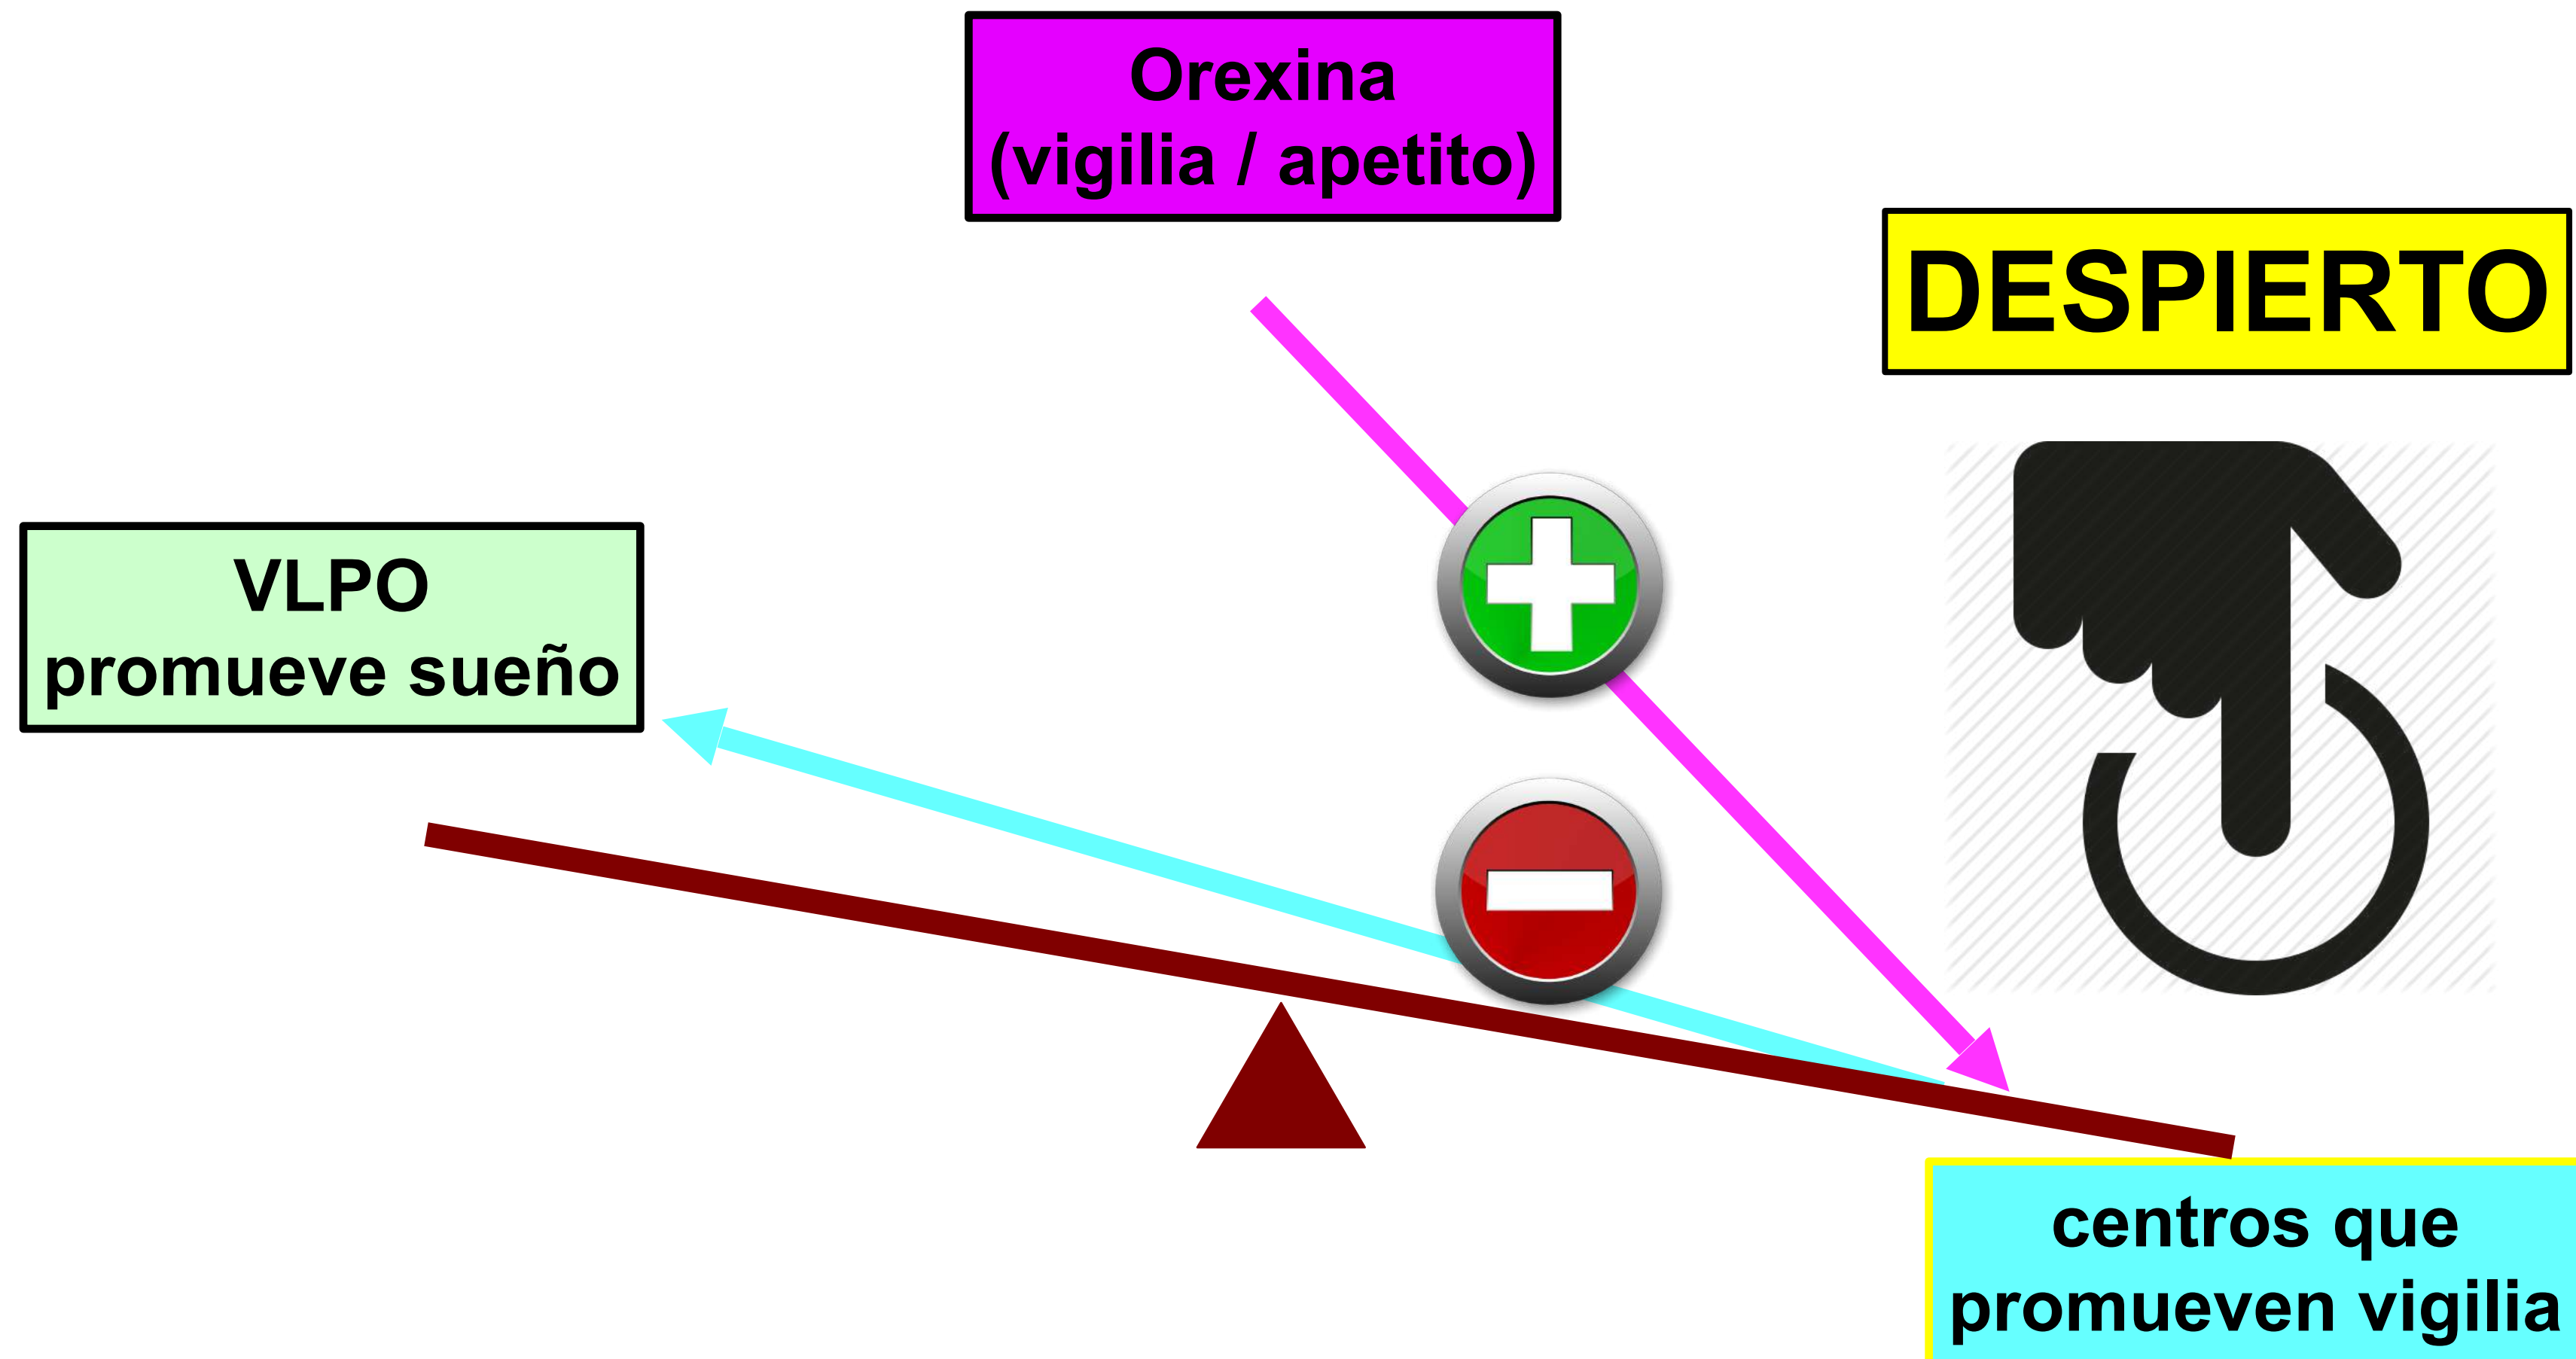 Orexina
(vigilia / apetito)
DESPIERTO
VLPO
promueve sueño
centros que
promueven vigilia